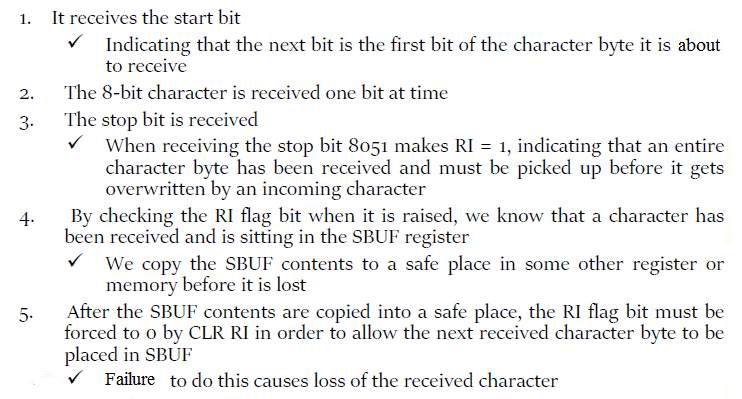 1. It receives the start bit
✓ Indicating that the next bit is the first bit of the character byte it is about
to receive
2. The 8-bit character is received one bit at time
3. The stop bit is received
✓ When receiving the stop bit 8051 makes RI = 1, indicating that an entire
character byte has been received and must be picked up before it gets
overwritten by an incoming character
4. By checking the RI flag bit when it is raised, we know that a character has
been received and is sitting in the SBUF register
✓ We copy the SBUF contents to a safe place in some other register or
memory before it is lost
5. After the SBUF contents are copied into a safe place, the RI flag bit must be
forced to 0 by CLR RI in order to allow the next received character byte to be
placed in SBUF
✓ Failure to do this causes loss of the received character